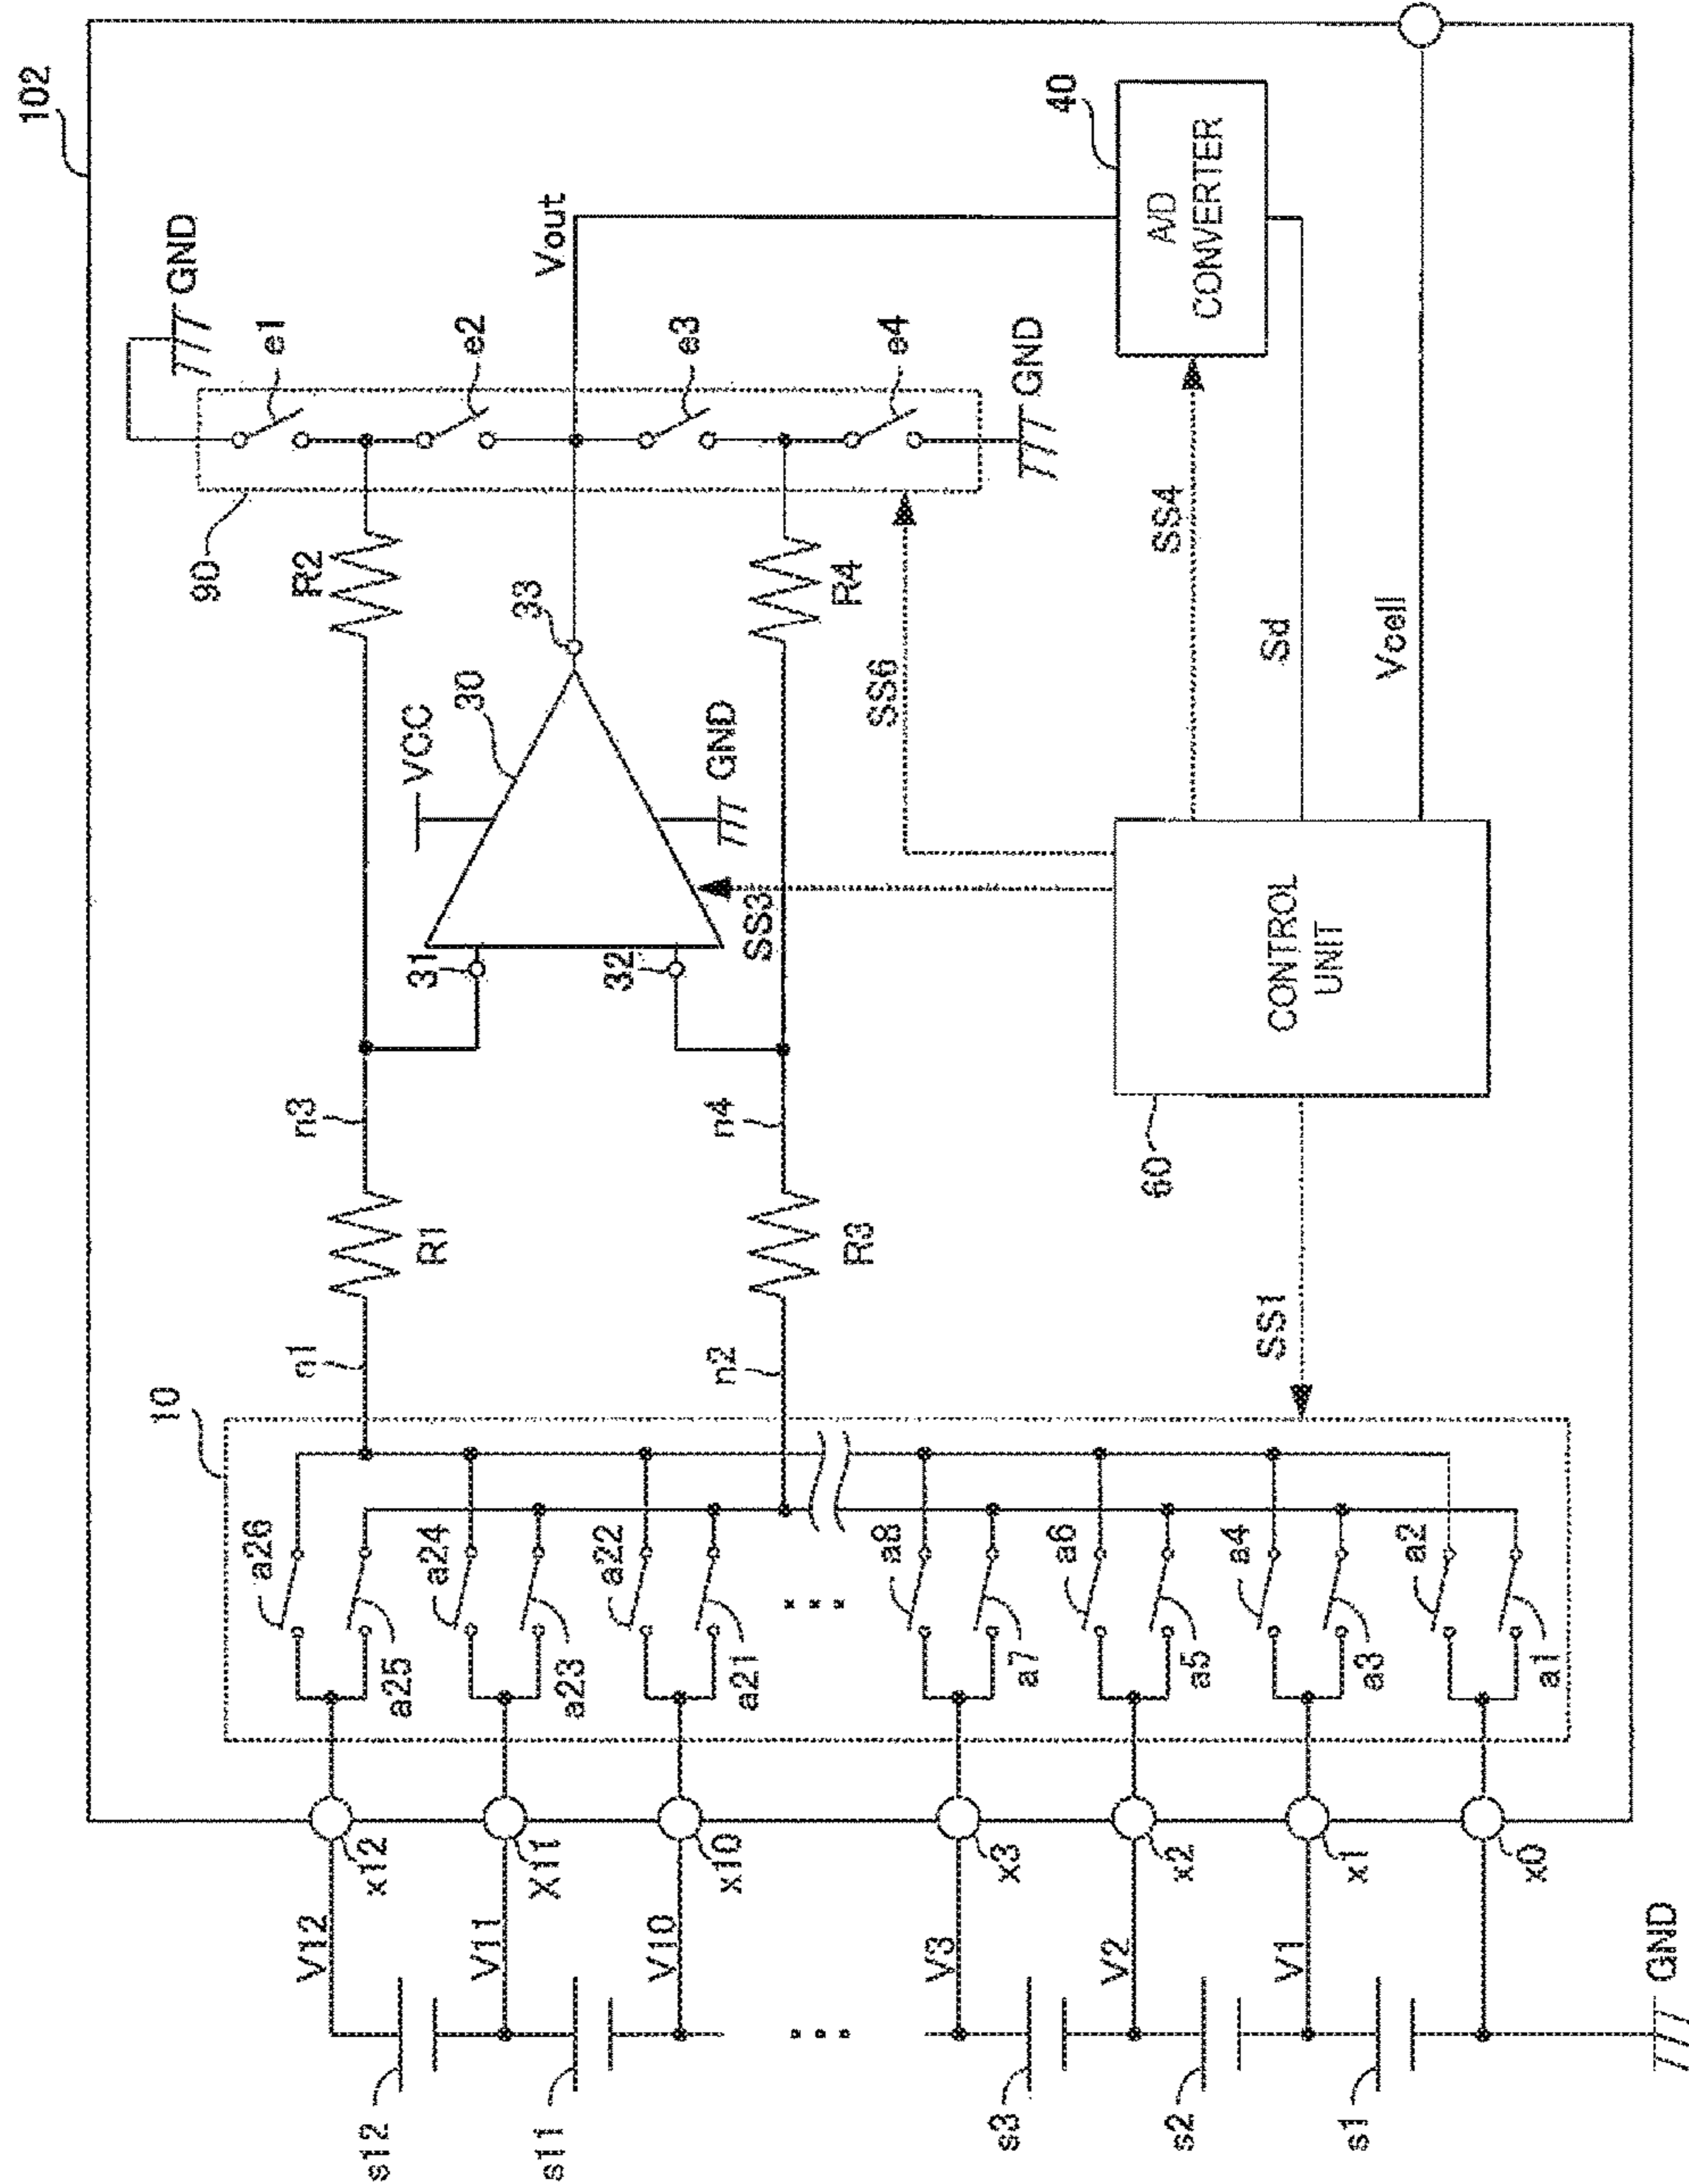 102
GND
90
e1
e2
e3
e4
GND
Vout
R2
R4
33
30
VCC
GND
31
32
SS3
SS6
SS4
40
A/D
CONVERTER
Sd
Vcell
CONTROL
UNIT
60
SS1
n3
n4
R1
R3
n1
n2
10
a26
a25
a24
a23
a22
a21
a8
a7
a6
a5
a4
a3
a2
a1
x12
X11
x10
x3
x2
x1
x0
V12
V11
V10
V3
V2
V1
GND
s12
s11
s3
s2
s1